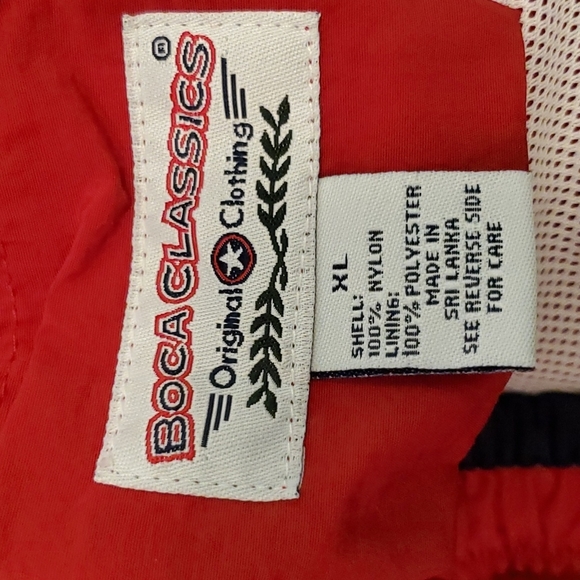 BOCA CLASSICS ®
Original Clothing
XL
SHELL:
100% NYLON
LINING:
100% POLYESTER
MADE IN
SRI LANKA
SEE REVERSE SIDE
FOR CARE